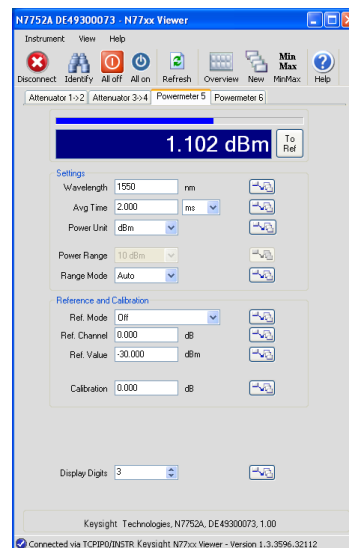 N7752A DE49300073 - N77xx Viewer
Instrument View Help
Disconnect Identify All off All on Refresh Overview New Min Max MinMax Help
Attenuator 1->2 Attenuator 3->4 Powermeter 5 Powermeter 6
1.102 dBm To Ref
Settings
Wavelength 1550 nm
Avg Time 2.000 ms
Power Unit dBm
Power Range 10 dBm
Range Mode Auto
Reference and Calibration
Ref. Mode Off
Ref. Channel 0.000 dB
Ref. Value -30.000 dBm
Calibration 0.000 dB
Display Digits 3
Keysight Technologies, N7752A, DE49300073, 1.00
Connected via TCPIP0/INSTR Keysight N77xx Viewer - Version 1.3.3596.32112